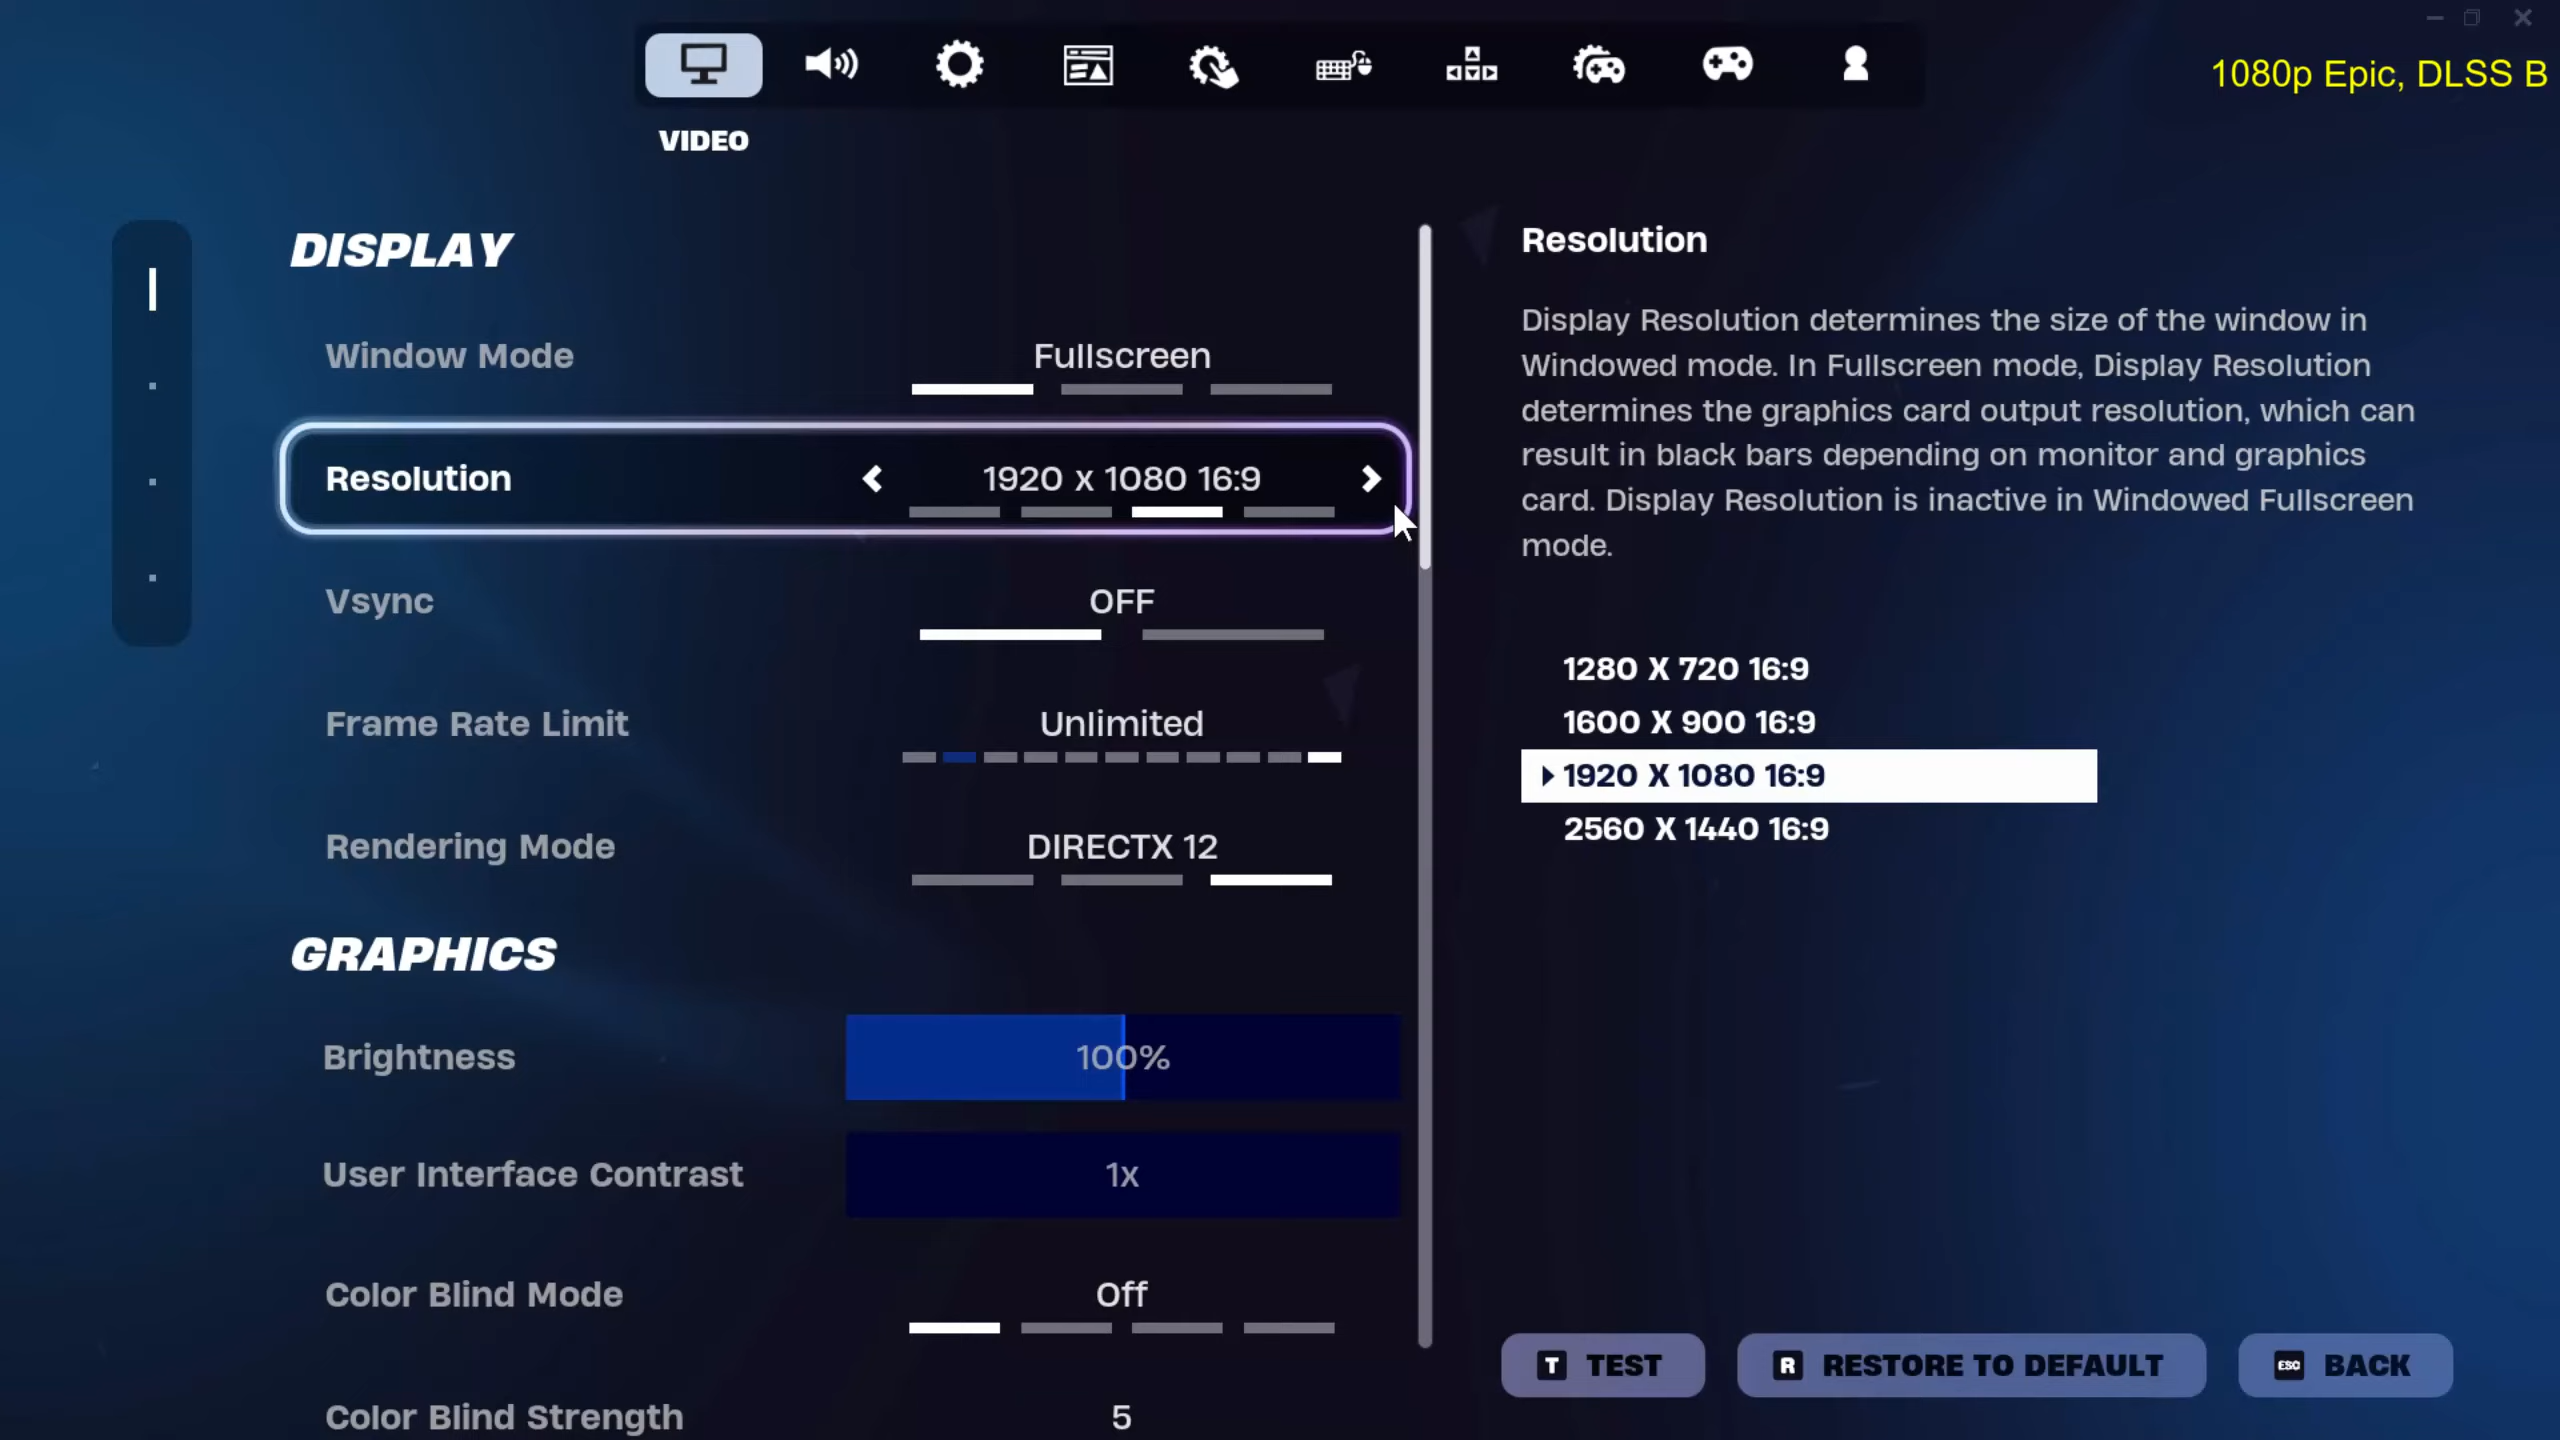 1080p Epic, DLSS B
VIDEO
DISPLAY
Window Mode
Fullscreen
Resolution
1920 x 1080 16:9
Vsync
OFF
Frame Rate Limit
Unlimited
Rendering Mode
DIRECTX 12
GRAPHICS
Brightness
100%
User Interface Contrast
1x
Color Blind Mode
Off
Color Blind Strength
5
Resolution
Display Resolution determines the size of the window in
Windowed mode. In Fullscreen mode, Display Resolution
determines the graphics card output resolution, which can
result in black bars depending on monitor and graphics
card. Display Resolution is inactive in Windowed Fullscreen
mode.
1280 X 720 16:9
1600 X 900 16:9
1920 X 1080 16:9
2560 X 1440 16:9
T TEST
R RESTORE TO DEFAULT
ESC BACK